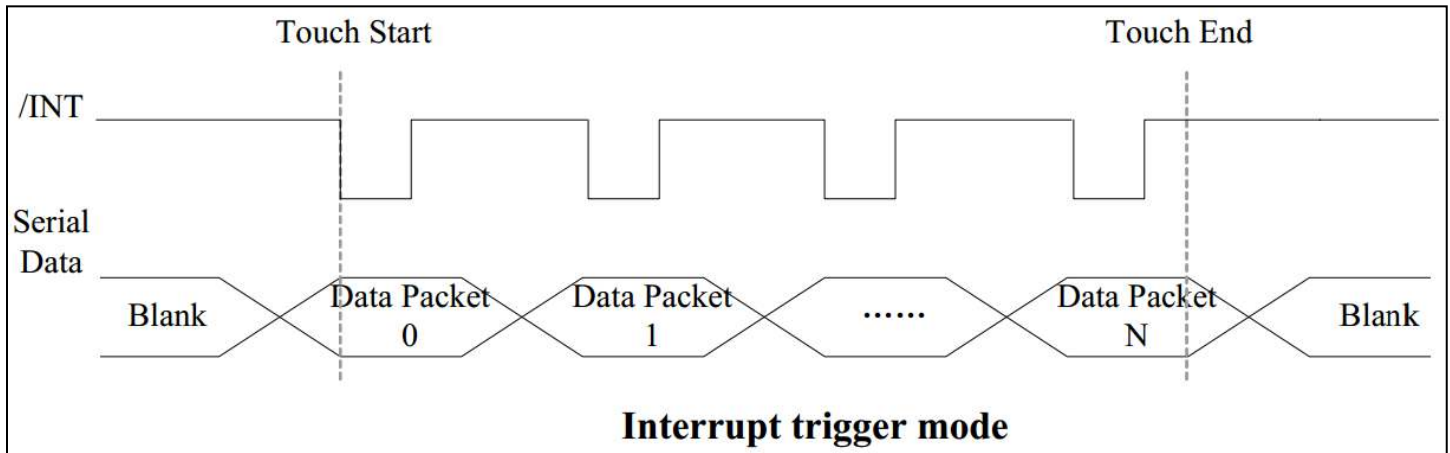 Touch Start
Touch End
/INT
Serial
Data
Blank
Data Packet
0
Data Packet
1
......
Data Packet
N
Blank
Interrupt trigger mode